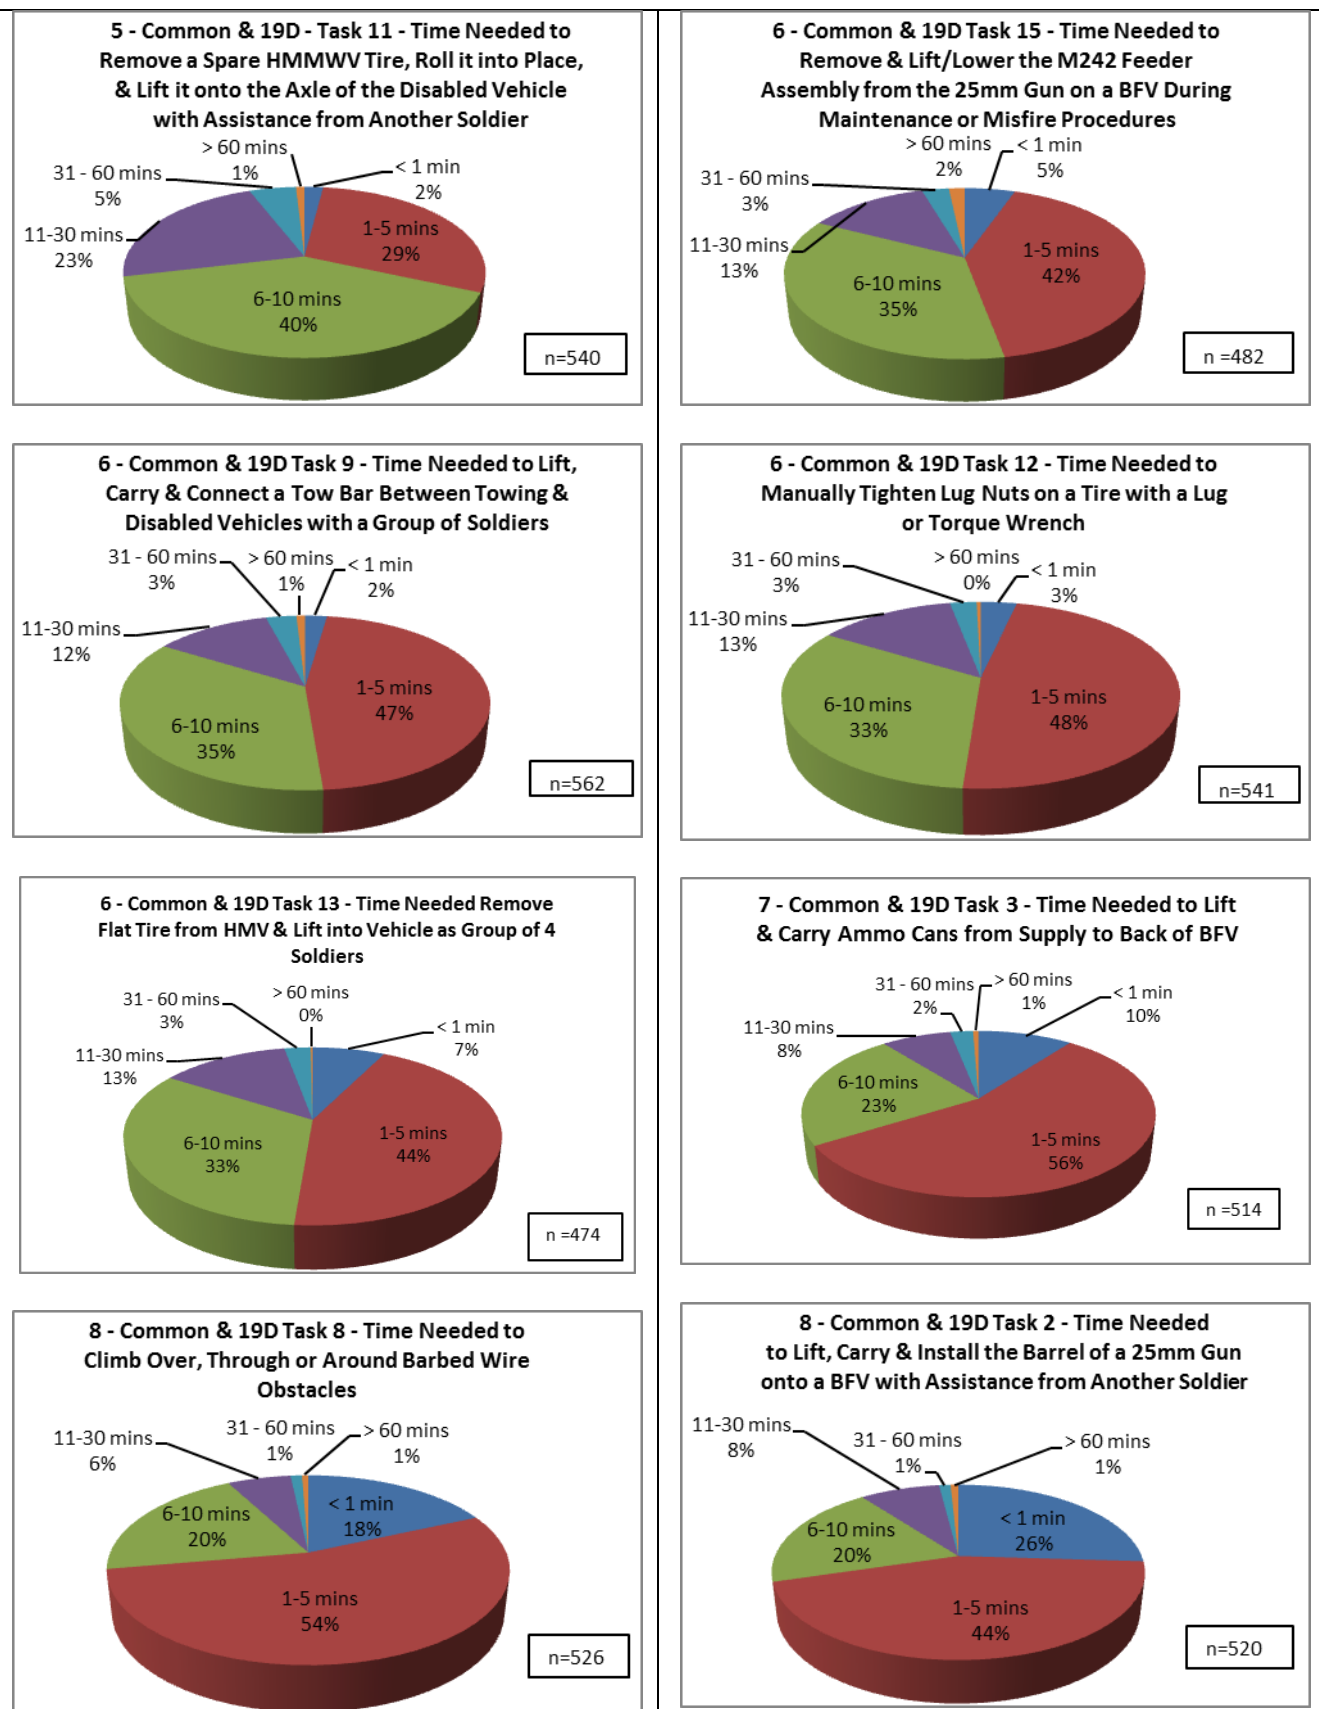 5 - Common & 19D - Task 11 - Time Needed to
Remove a Spare HMMWV Tire, Roll it into Place,
& Lift it onto the Axle of the Disabled Vehicle
with Assistance from Another Soldier
> 60 mins
1%
< 1 min
2%
31 - 60 mins
5%
1-5 mins
29%
11-30 mins
23%
6-10 mins
40%
n=540
6 - Common & 19D Task 15 - Time Needed to
Remove & Lift/Lower the M242 Feeder
Assembly from the 25mm Gun on a BFV During
Maintenance or Misfire Procedures
> 60 mins
2%
< 1 min
5%
31 - 60 mins
3%
11-30 mins
13%
1-5 mins
42%
6-10 mins
35%
n =482
6 - Common & 19D Task 9 - Time Needed to Lift,
Carry & Connect a Tow Bar Between Towing &
Disabled Vehicles with a Group of Soldiers
31 - 60 mins
3%
> 60 mins
1%
< 1 min
2%
11-30 mins
12%
1-5 mins
47%
6-10 mins
35%
n=562
6 - Common & 19D Task 12 - Time Needed to
Manually Tighten Lug Nuts on a Tire with a Lug
or Torque Wrench
31 - 60 mins
3%
> 60 mins
0%
< 1 min
3%
11-30 mins
13%
1-5 mins
48%
6-10 mins
33%
n=541
6 - Common & 19D Task 13 - Time Needed Remove
Flat Tire from HMV & Lift into Vehicle as Group of 4
Soldiers
31 - 60 mins
3%
> 60 mins
0%
< 1 min
7%
11-30 mins
13%
1-5 mins
44%
6-10 mins
33%
n =474
7 - Common & 19D Task 3 - Time Needed to Lift
& Carry Ammo Cans from Supply to Back of BFV
31 - 60 mins
2%
> 60 mins
1%
< 1 min
10%
11-30 mins
8%
6-10 mins
23%
1-5 mins
56%
n =514
8 - Common & 19D Task 8 - Time Needed to
Climb Over, Through or Around Barbed Wire
Obstacles
11-30 mins
6%
31 - 60 mins
1%
> 60 mins
1%
< 1 min
18%
6-10 mins
20%
1-5 mins
54%
n=526
8 - Common & 19D Task 2 - Time Needed
to Lift, Carry & Install the Barrel of a 25mm Gun
onto a BFV with Assistance from Another Soldier
11-30 mins
8%
31 - 60 mins
1%
> 60 mins
1%
< 1 min
26%
6-10 mins
20%
1-5 mins
44%
n=520